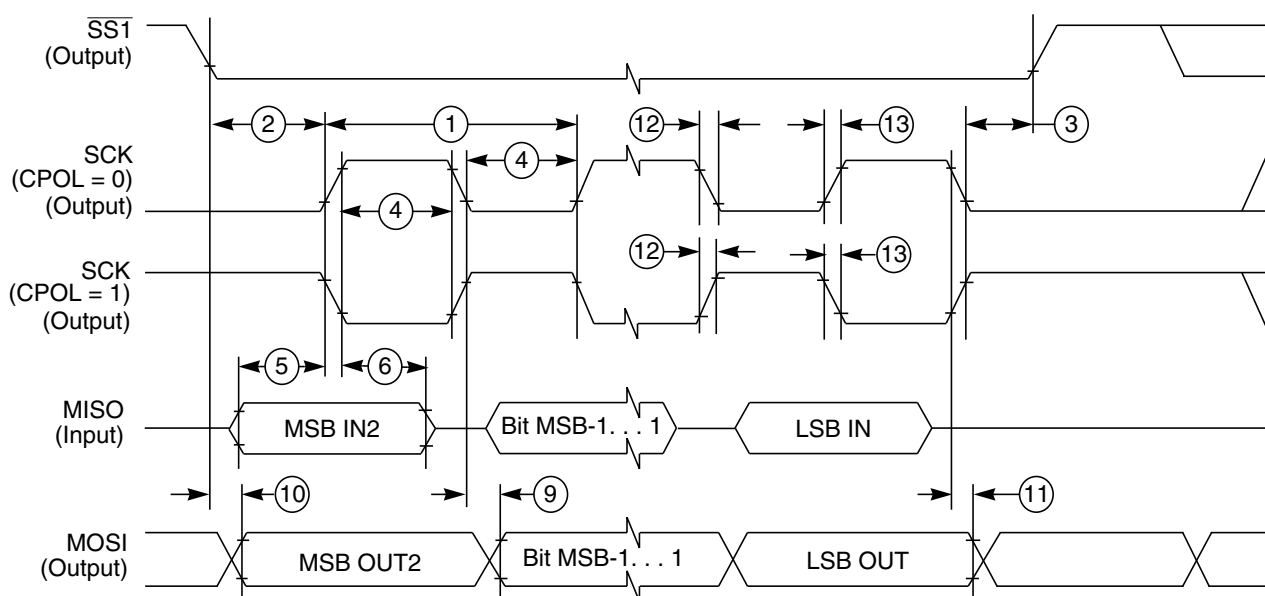 SS1
(Output)
2
1
12
13
3
SCK
(CPOL = 0)
(Output)
4
4
SCK
(CPOL = 1)
(Output)
12
13
5
6
MISO
(Input)
MSB IN2
Bit MSB-1. . . 1
LSB IN
10
9
11
MOSI
(Output)
MSB OUT2
Bit MSB-1. . . 1
LSB OUT